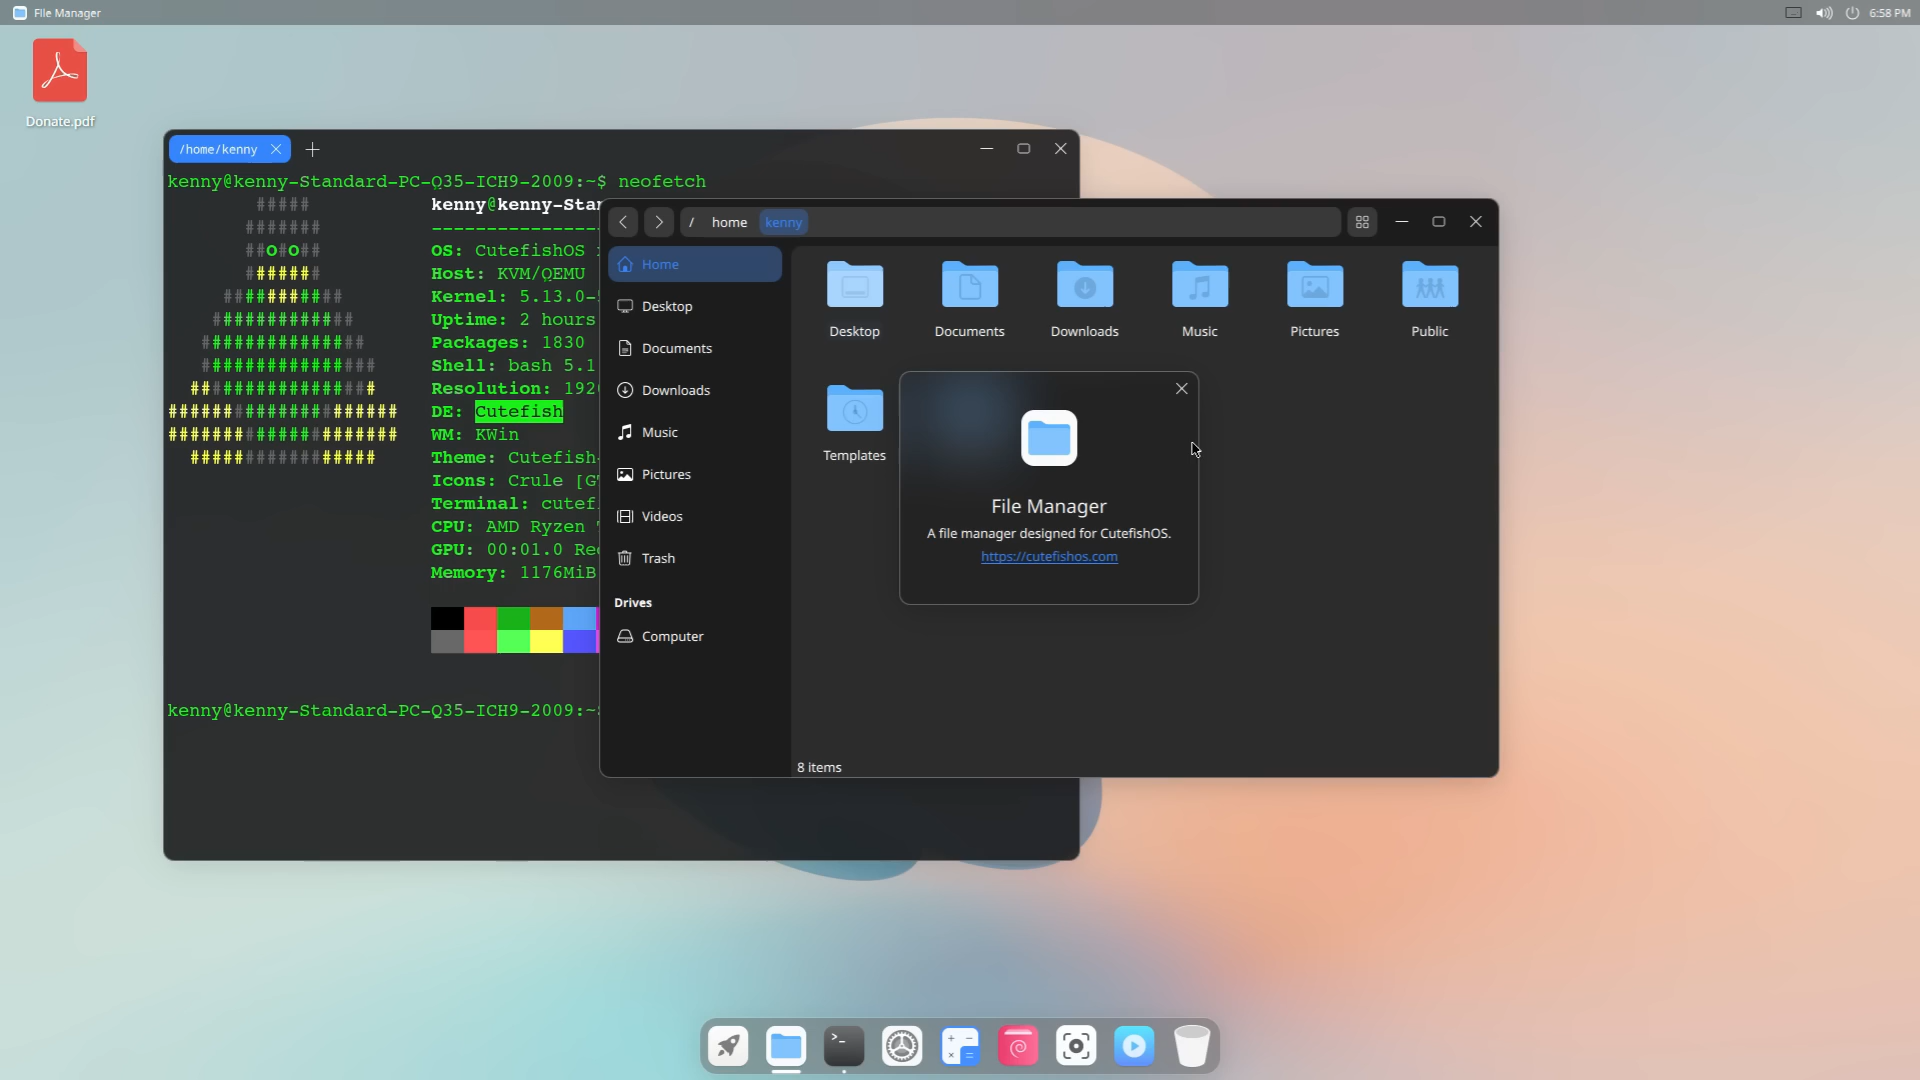 File Manager
6:58 PM
Donate.pdf
/home/kenny
kenny@kenny-Standard-PC-Q35-ICH9-2009:~$ neofetch
#####
#######
##O#O##
#######
###########
#############
###############
################
#################
#####################
#####################
#################
kenny@kenny-Star
OS: CutefishOS
Host: KVM/QEMU
Kernel: 5.13.0-
Uptime: 2 hours
Packages: 1830
Shell: bash 5.1
Resolution: 192
DE: Cutefish
WM: KWin
Theme: Cutefish-
Icons: Crule [G
Terminal: cutef
CPU: AMD Ryzen
GPU: 00:01.0 Red
Memory: 1176MiB
kenny@kenny-Standard-PC-Q35-ICH9-2009:~$
/ home kenny
Home
Desktop
Documents
Downloads
Music
Pictures
Videos
Trash
Drives
Computer
Desktop
Documents
Downloads
Music
Pictures
Public
Templates
File Manager
A file manager designed for CutefishOS.
https://cutefishos.com
8 items